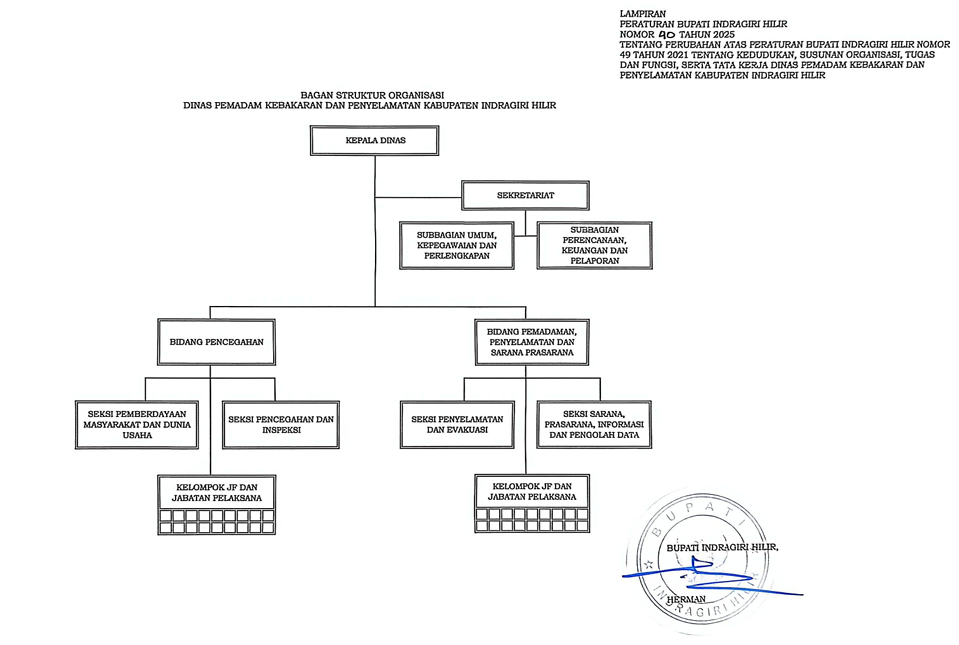 LAMPIRAN
PERATURAN BUPATI INDRAGIRI HILIR
NOMOR 40 TAHUN 2025
TENTANG PERUBAHAN ATAS PERATURAN BUPATI INDRAGIRI HILIR NOMOR
49 TAHUN 2021 TENTANG KEDUDUKAN, SUSUNAN ORGANISASI, TUGAS
DAN FUNGSI, SERTA TATA KERJA DINAS PEMADAM KEBAKARAN DAN
PENYELAMATAN KABUPATEN INDRAGIRI HILIR
BAGAN STRUKTUR ORGANISASI
DINAS PEMADAM KEBAKARAN DAN PENYELAMATAN KABUPATEN INDRAGIRI HILIR
KEPALA DINAS
SEKRETARIAT
SUBBAGIAN UMUM,
KEPEGAWAIAN DAN
PERLENGKAPAN
SUBBAGIAN
PERENCANAAN,
KEUANGAN DAN
PELAPORAN
BIDANG PENCEGAHAN
BIDANG PEMADAMAN,
PENYELAMATAN DAN
SARANA PRASARANA
SEKSI PEMBERDAYAAN
MASYARAKAT DAN DUNIA
USAHA
SEKSI PENCEGAHAN DAN
INSPEKSI
SEKSI PENYELAMATAN
DAN EVAKUASI
SEKSI SARANA,
PRASARANA, INFORMASI
DAN PENGOLAH DATA
KELOMPOK JF DAN
JABATAN PELAKSANA
KELOMPOK JF DAN
JABATAN PELAKSANA
BUPATI
BUPATI INDRAGIRI HILIR,
HERMAN
INDRAGIRI HILIR